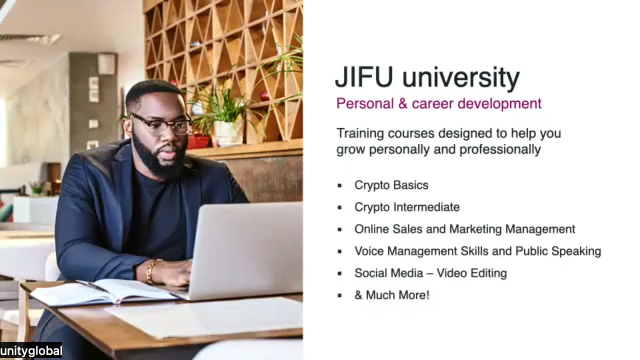 JIFU university
Personal & career development
Training courses designed to help you
grow personally and professionally
▪ Crypto Basics
▪ Crypto Intermediate
▪ Online Sales and Marketing Management
▪ Voice Management Skills and Public Speaking
▪ Social Media – Video Editing
▪ & Much More!
unityglobal